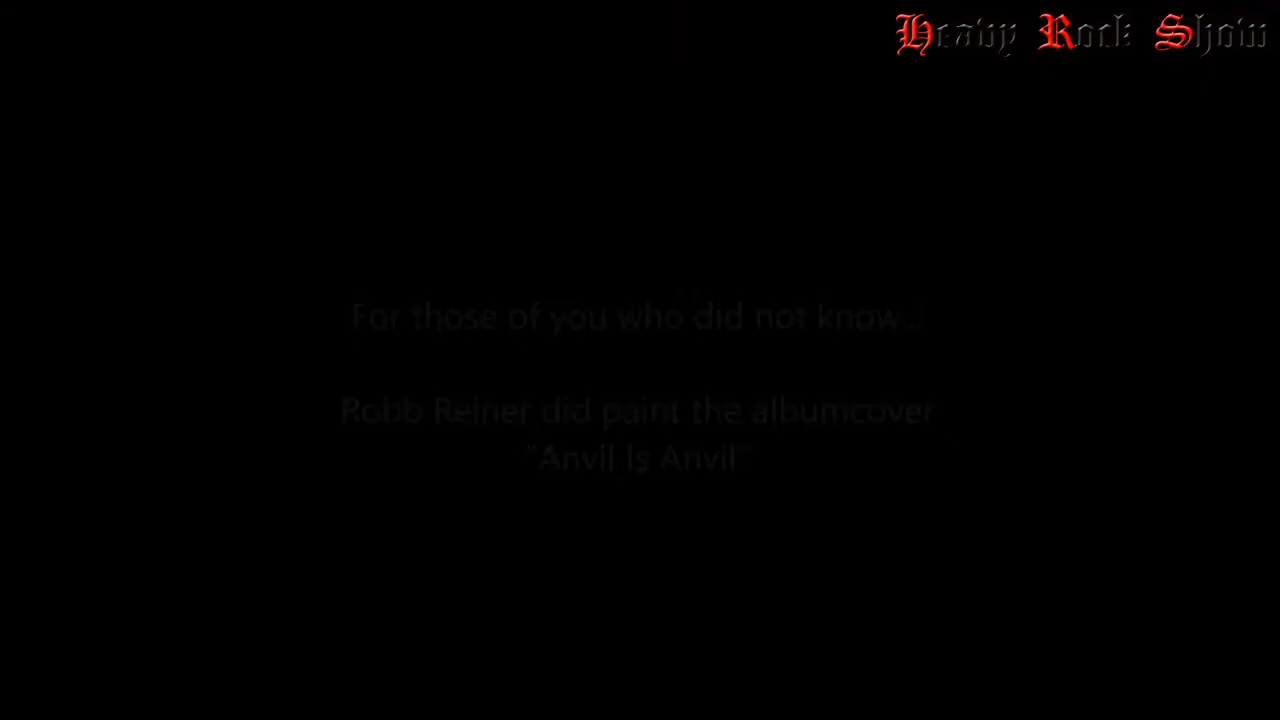 Heavy Rock Show
For those of you who did not know...
Robb Reiner did paint the albumcover
"Anvil Is Anvil"